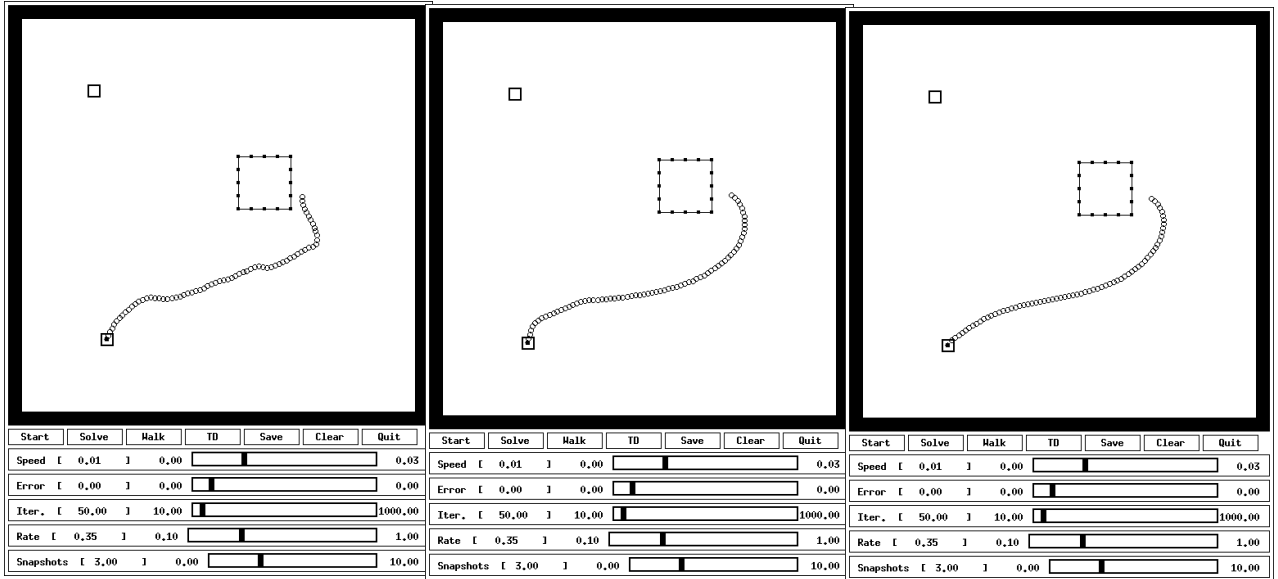 Start Solve Walk TD Save Clear Quit
Speed [ 0.01 ] 0.00 0.03
Error [ 0.00 ] 0.00 0.00
Iter. [ 50.00 ] 10.00 1000.00
Rate [ 0.35 ] 0.10 1.00
Snapshots [ 3.00 ] 0.00 10.00
Start Solve Walk TD Save Clear Quit
Speed [ 0.01 ] 0.00 0.03
Error [ 0.00 ] 0.00 0.00
Iter. [ 50.00 ] 10.00 1000.00
Rate [ 0.35 ] 0.10 1.00
Snapshots [ 3.00 ] 0.00 10.00
Start Solve Walk TD Save Clear Quit
Speed [ 0.01 ] 0.00 0.03
Error [ 0.00 ] 0.00 0.00
Iter. [ 50.00 ] 10.00 1000.00
Rate [ 0.35 ] 0.10 1.00
Snapshots [ 3.00 ] 0.00 10.00